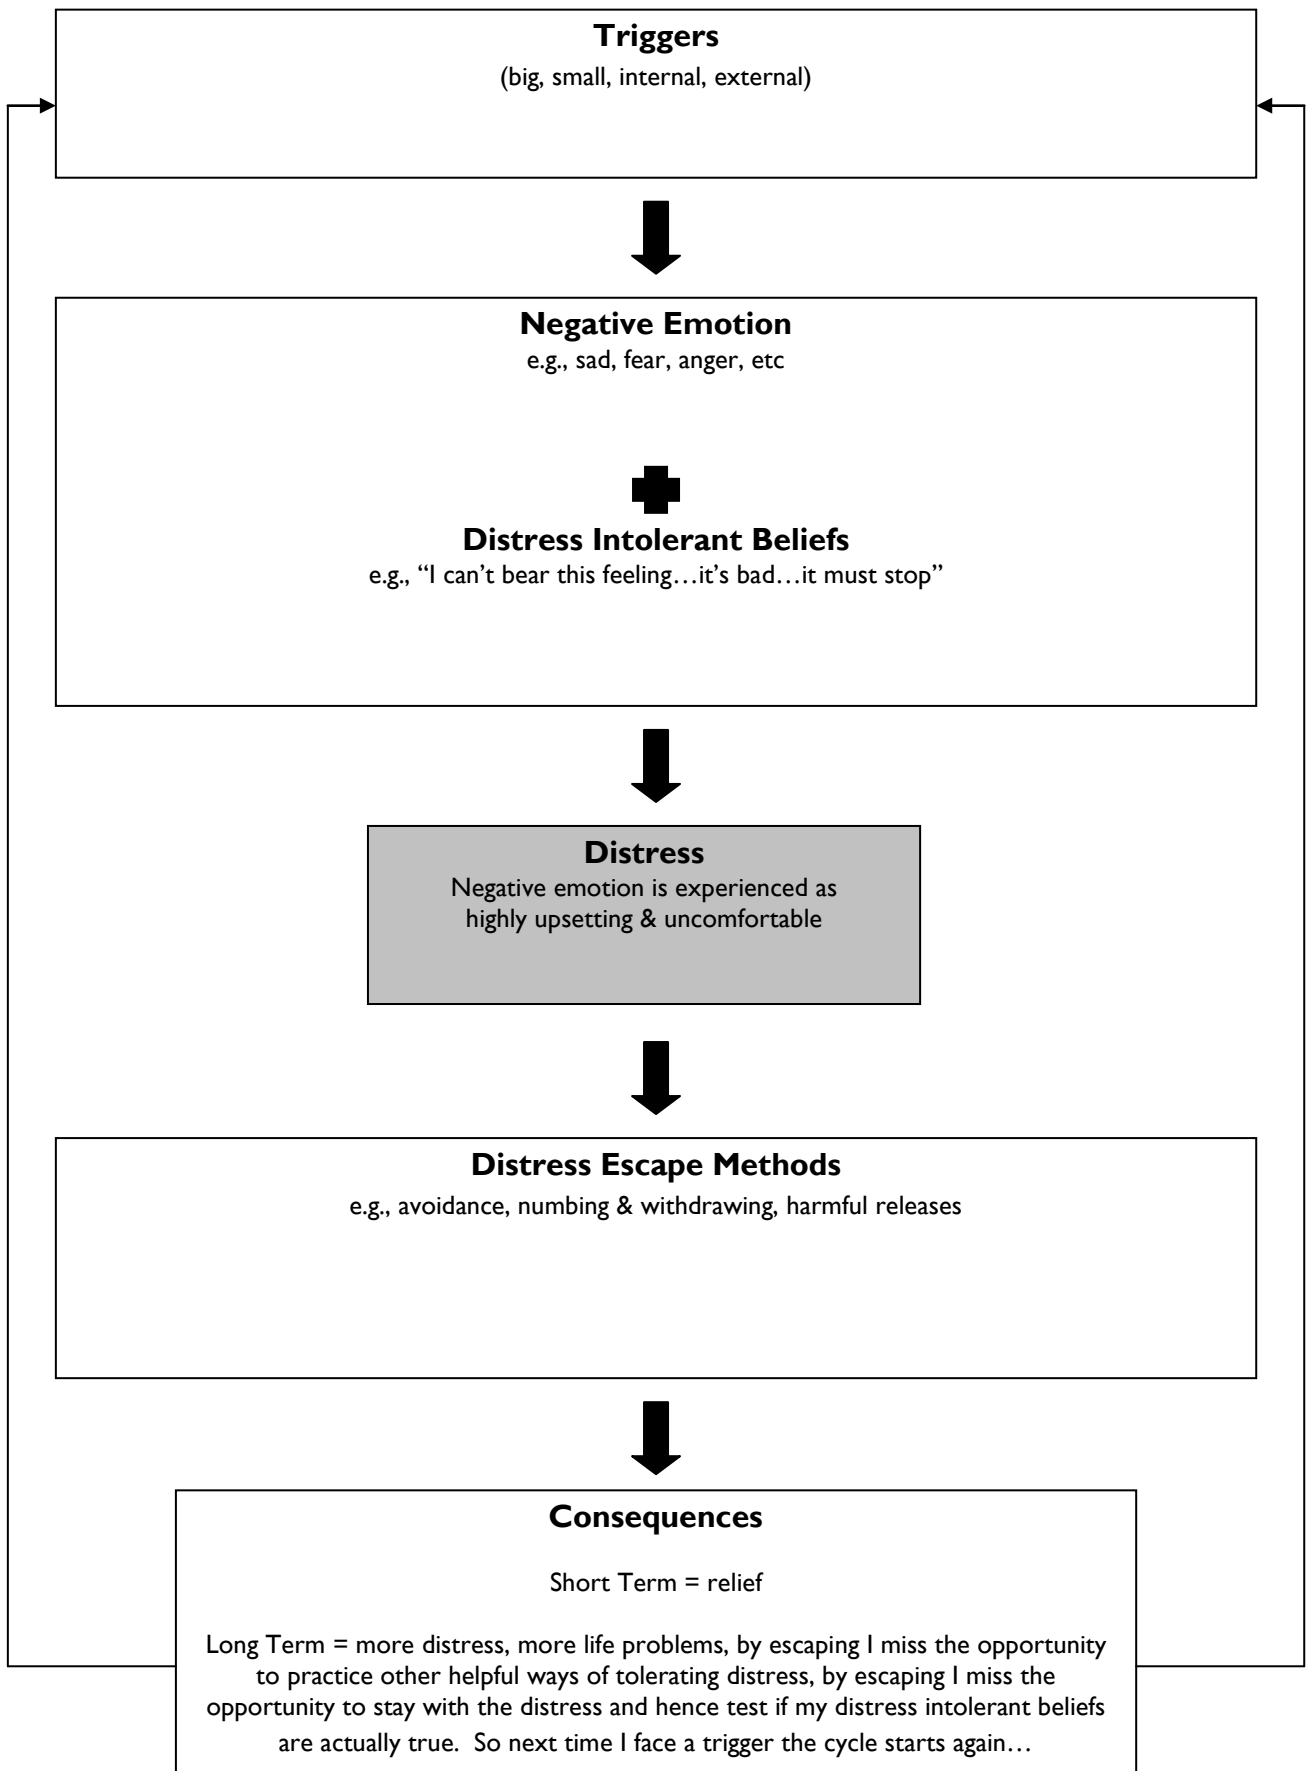 Triggers
(big, small, internal, external)
Negative Emotion
e.g., sad, fear, anger, etc
Distress Intolerant Beliefs
e.g., “I can’t bear this feeling…it’s bad…it must stop”
Distress
Negative emotion is experienced as
highly upsetting & uncomfortable
Distress Escape Methods
e.g., avoidance, numbing & withdrawing, harmful releases
Consequences
Short Term = relief
Long Term = more distress, more life problems, by escaping I miss the opportunity
to practice other helpful ways of tolerating distress, by escaping I miss the
opportunity to stay with the distress and hence test if my distress intolerant beliefs
are actually true.  So next time I face a trigger the cycle starts again…